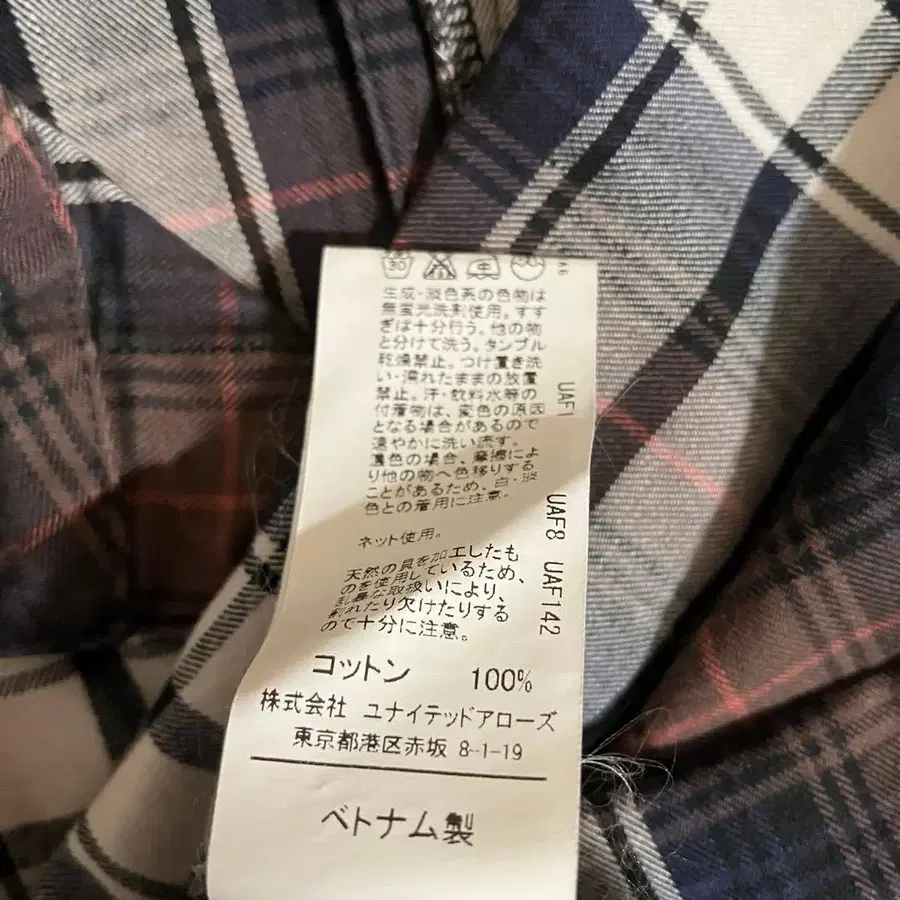 30
生成・淡色系の色物は
無蛍光洗剤使用。すす
ぎは十分行う。他の物
と分けて洗う。タンブル
乾燥禁止。つけ置き洗
い・濡れたままの放置
禁止。汗・飲料水等の
付着物は、変色の原因
となる場合があるので
速やかに洗い流す。
濃色の場合、摩擦によ
り他の物へ色移りする
ことがあるため、白・淡
色との着用に注意。
ネット使用。
天然の貝を加工したも
のを使用しているため、
乱暴な取扱いにより、
割れたり欠けたりする
ので十分に注意。
コットン 100%
株式会社 ユナイテッドアローズ
東京都港区赤坂 8-1-19
ベトナム製
UAF1
UAF8 UAF142